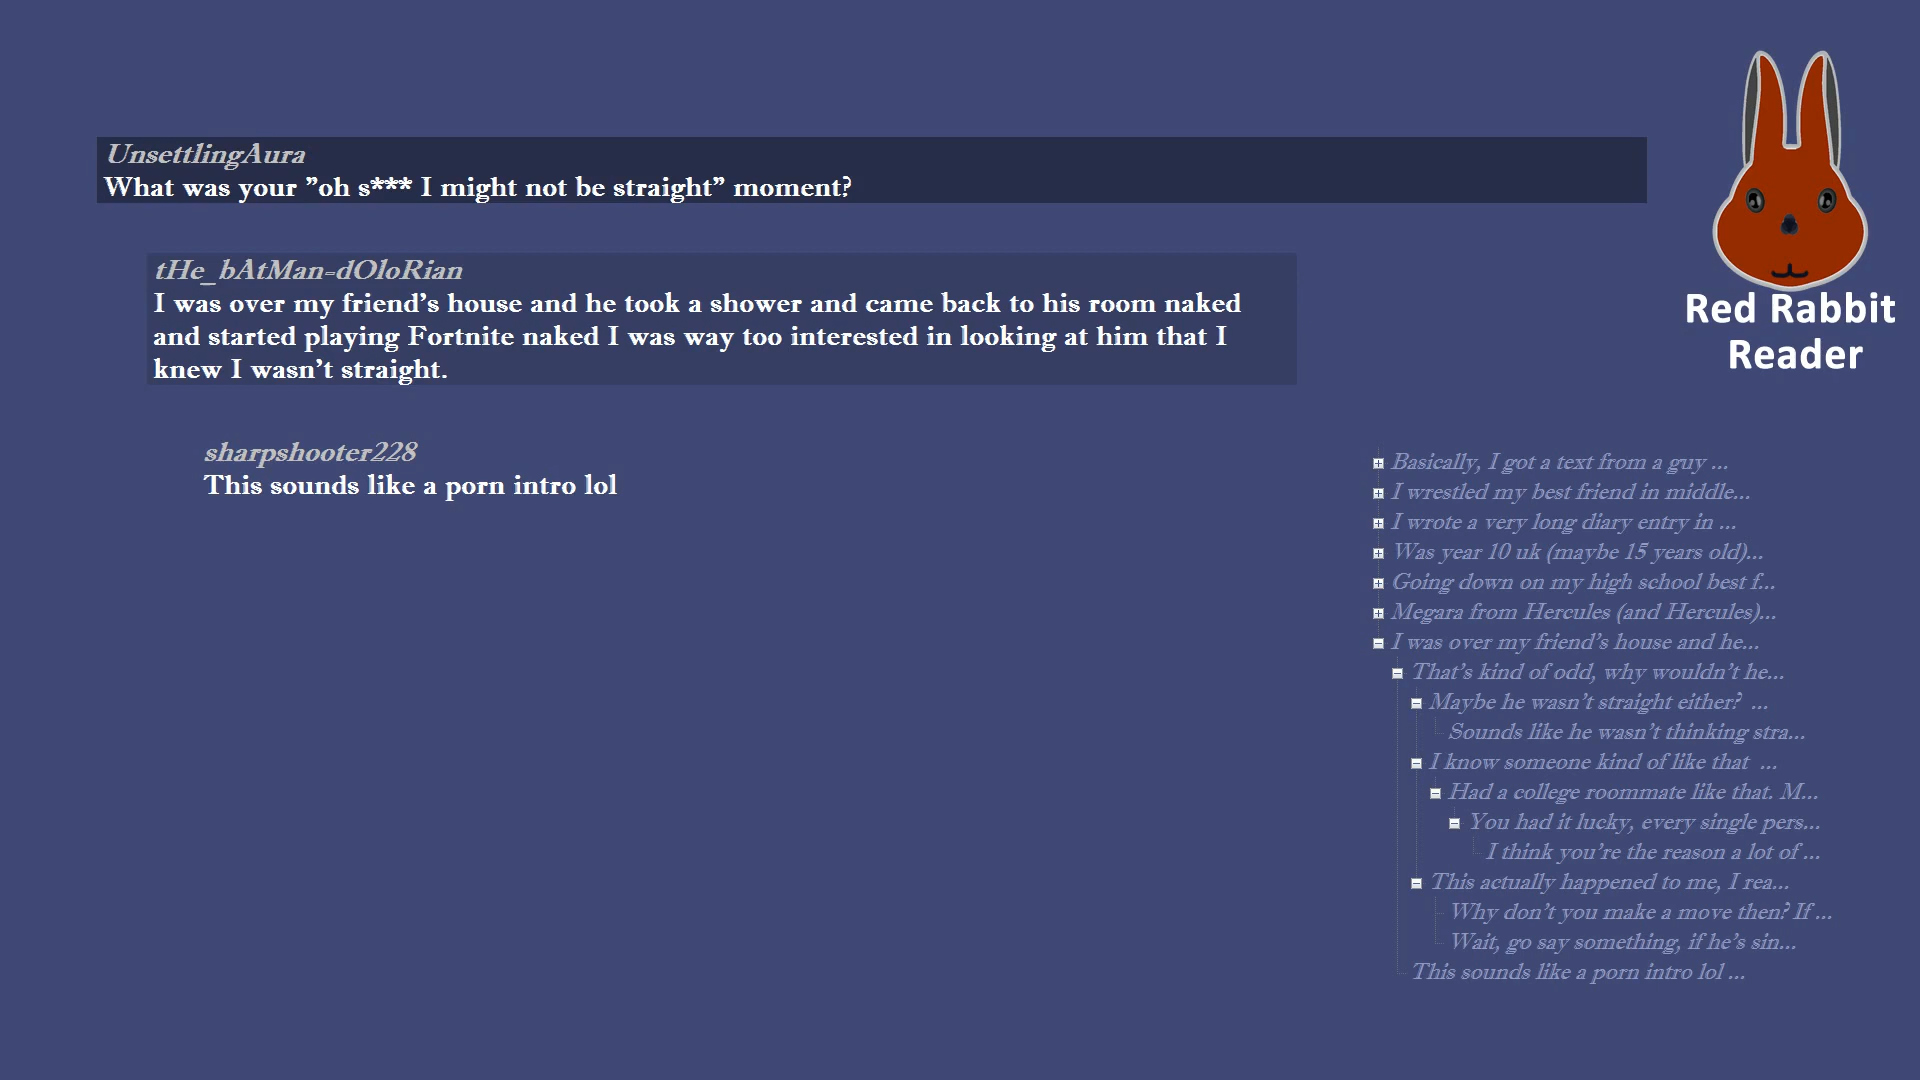 UnsettlingAura
What was your "oh s*** I might not be straight" moment?
tHe_bAtMan-dOloRian
I was over my friend's house and he took a shower and came back to his room naked
and started playing Fortnite naked I was way too interested in looking at him that I
knew I wasn't straight.
sharpshooter228
This sounds like a porn intro lol
Red Rabbit
Reader
Basically, I got a text from a guy ...
I wrestled my best friend in middle...
I wrote a very long diary entry in ...
Was year 10 uk (maybe 15 years old)...
Going down on my high school best f...
Megara from Hercules (and Hercules)...
I was over my friend's house and he...
That's kind of odd, why wouldn't he...
Maybe he wasn't straight either? ...
Sounds like he wasn't thinking stra...
I know someone kind of like that ...
Had a college roommate like that. M...
You had it lucky, every single pers...
I think you're the reason a lot of ...
This actually happened to me, I rea...
Why don't you make a move then? If ...
Wait, go say something, if he's sin...
This sounds like a porn intro lol ...